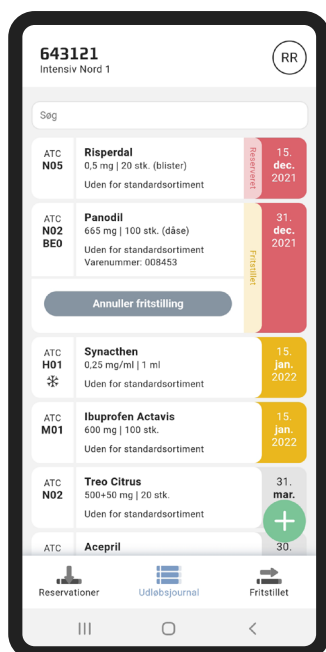 643121
Intensiv Nord 1
RR
Søg
ATC
N05
Risperdal
0,5 mg | 20 stk. (blister)
Uden for standardsortiment
Reserveret
15.
dec.
2021
ATC
N02
BE0
Panodil
665 mg | 100 stk. (dåse)
Uden for standardsortiment
Varenummer: 008453
Fritstillet
31.
dec.
2021
Annuller fritstilling
ATC
H01
Synacthen
0,25 mg/ml | 1 ml
Uden for standardsortiment
15.
jan.
2022
ATC
M01
Ibuprofen Actavis
600 mg | 100 stk.
Uden for standardsortiment
15.
jan.
2022
ATC
N02
Treo Citrus
500+50 mg | 20 stk.
Uden for standardsortiment
31.
mar.
ATC
Acepril
30.
Reservationer
Udløbsjournal
Fritstillet